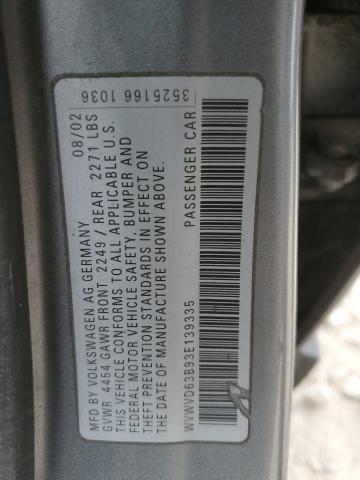 3525166 1036
08/02
MFD BY VOLKSWAGEN AG GERMANY
GVWR 4454 GAWR FRONT 2249 / REAR 2271 LBS
THIS VEHICLE CONFORMS TO ALL APPLICABLE U.S.
FEDERAL MOTOR VEHICLE SAFETY, BUMPER AND
THEFT PREVENTION STANDARDS IN EFFECT ON
THE DATE OF MANUFACTURE SHOWN ABOVE.
WVWVD63B93E139335 PASSENGER CAR